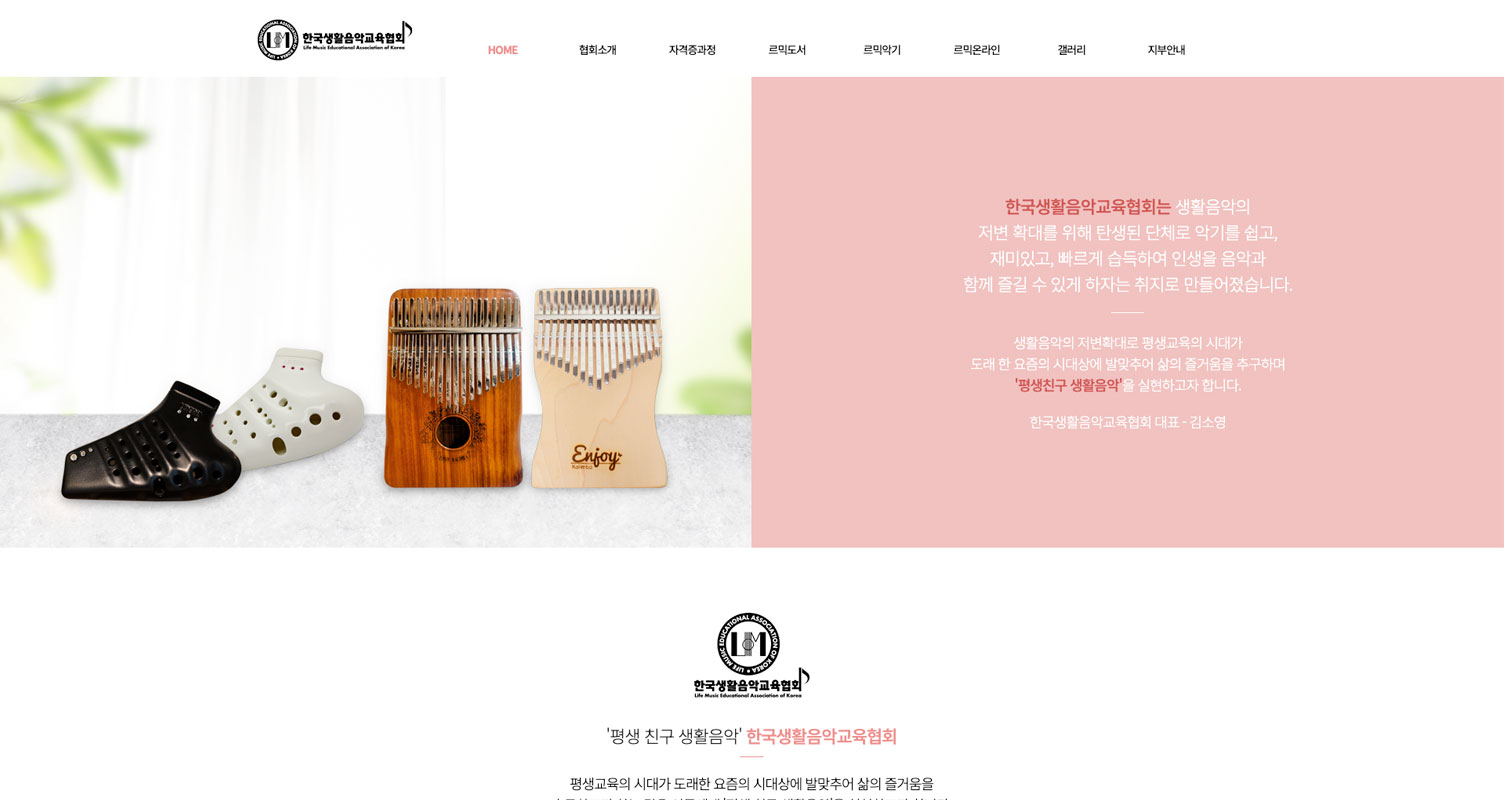 한국생활음악교육협회
Life Music Educational Association of Korea
HOME
협회소개
자격증과정
르믹도서
르믹악기
르믹온라인
갤러리
지부안내
한국생활음악교육협회는 생활음악의
저변 확대를 위해 탄생된 단체로 악기를 쉽고,
재미있고, 빠르게 습득하여 인생을 음악과
함께 즐길 수 있게 하자는 취지로 만들어졌습니다.
생활음악의 저변확대로 평생교육의 시대가
도래 한 요즘의 시대상에 발맞추어 삶의 즐거움을 추구하며
'평생친구 생활음악'을 실현하고자 합니다.
한국생활음악교육협회 대표 - 김소영
Enjoy
Kalimba
LIFE MUSIC EDUCATIONAL ASSOCIATION OF KOREA
LM
한국생활음악교육협회
Life Music Educational Association of Korea
'평생 친구 생활음악' 한국생활음악교육협회
평생교육의 시대가 도래한 요즘의 시대상에 발맞추어 삶의 즐거움을